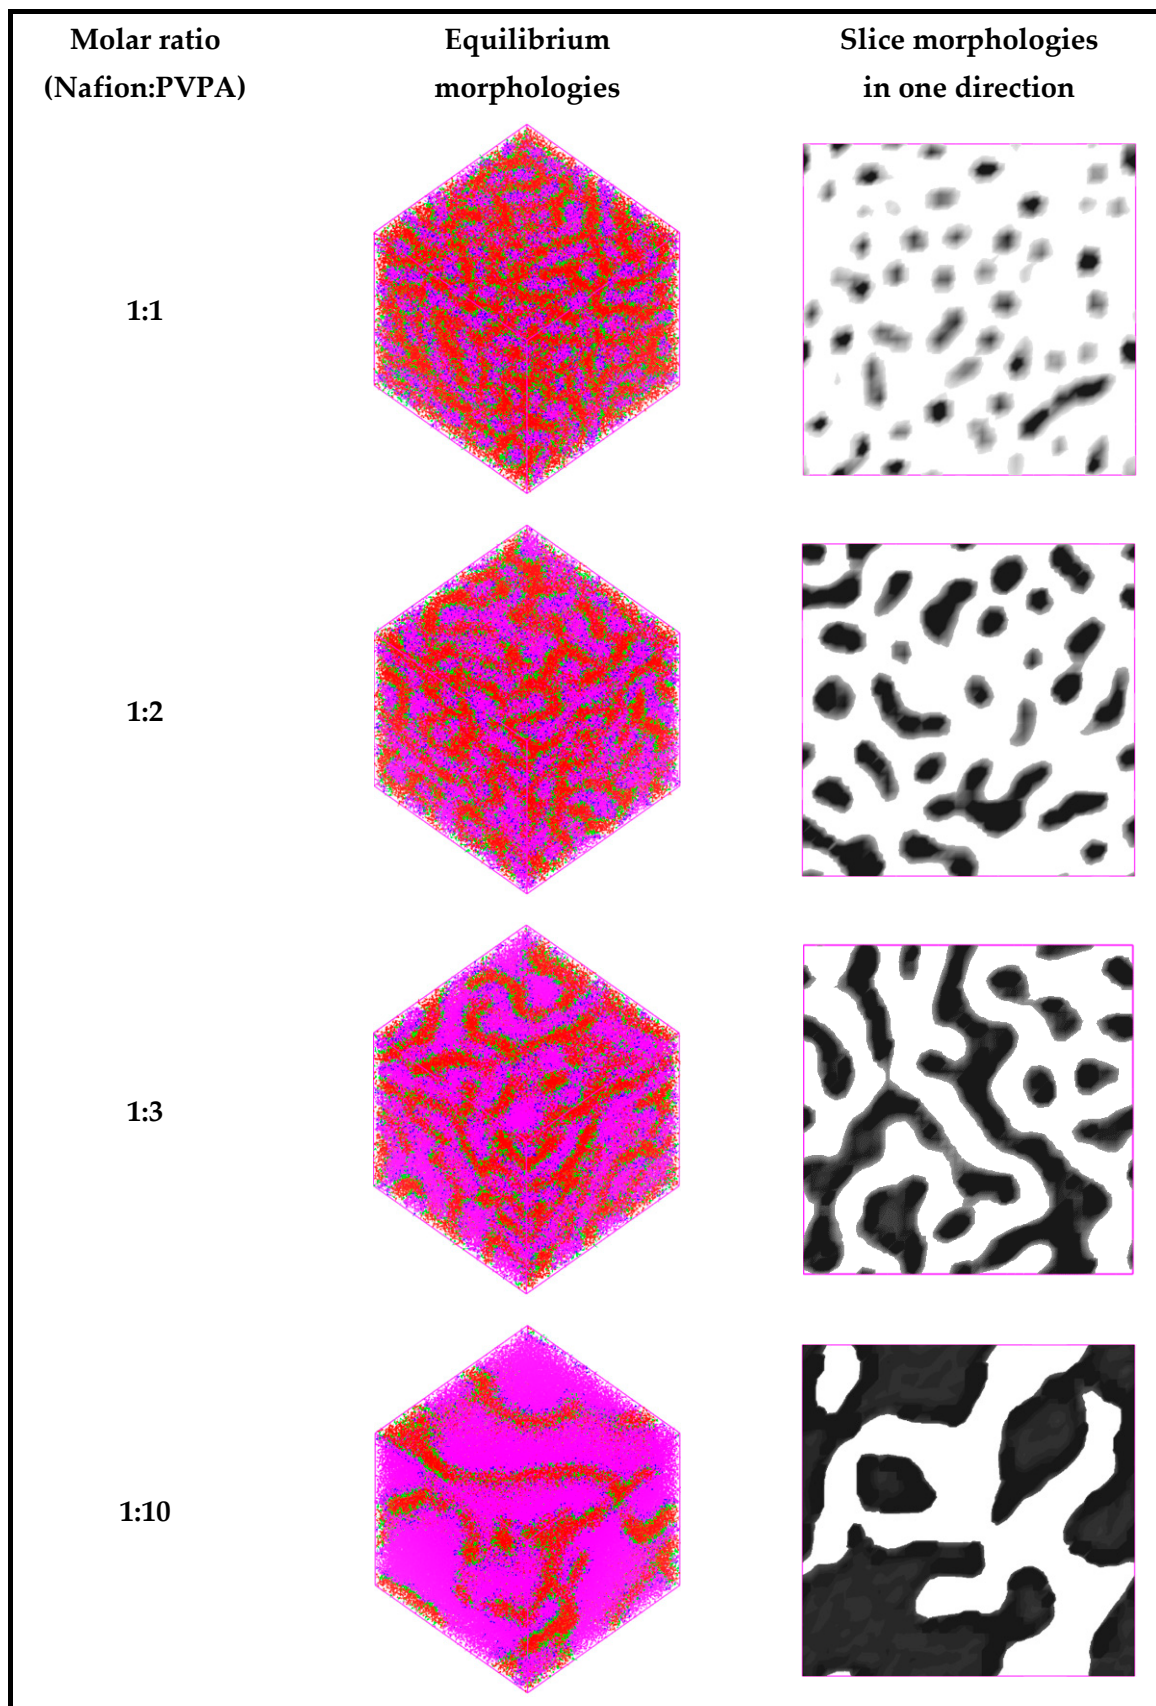 Molar ratio
(Nafion:PVPA)
Equilibrium
morphologies
Slice morphologies
in one direction
1:1
1:2
1:3
1:10